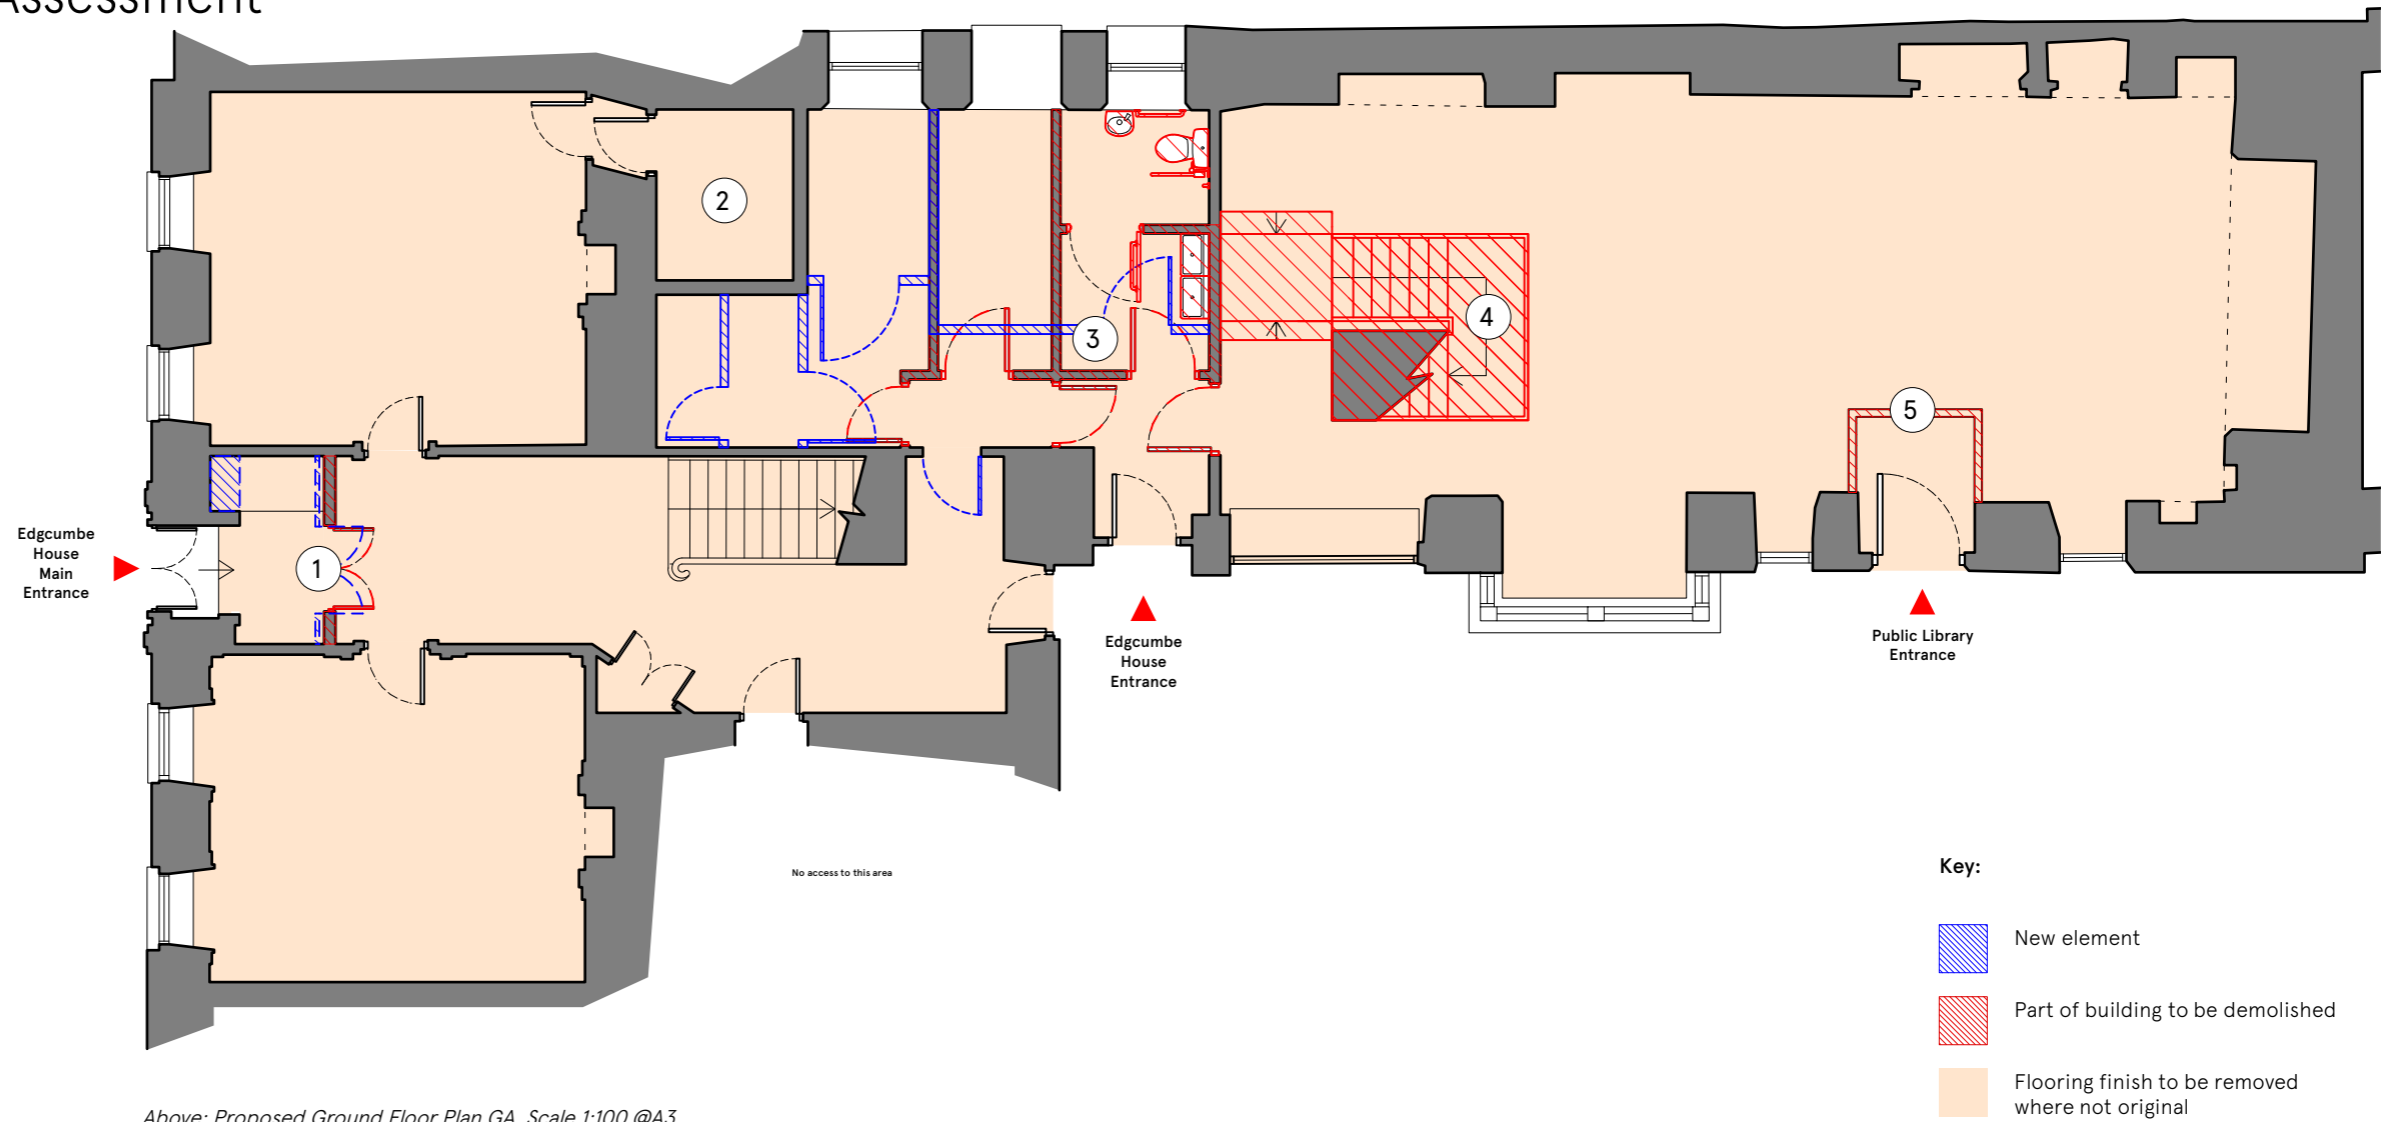 Assessment
2
3
4
5
1
Edgcumbe
House
Main
Entrance
Edgcumbe
House
Entrance
Public Library
Entrance
No access to this area
Key:
New element
Part of building to be demolished
Flooring finish to be removed
where not original
Above: Proposed Ground Floor Plan GA, Scale 1:100 @A3